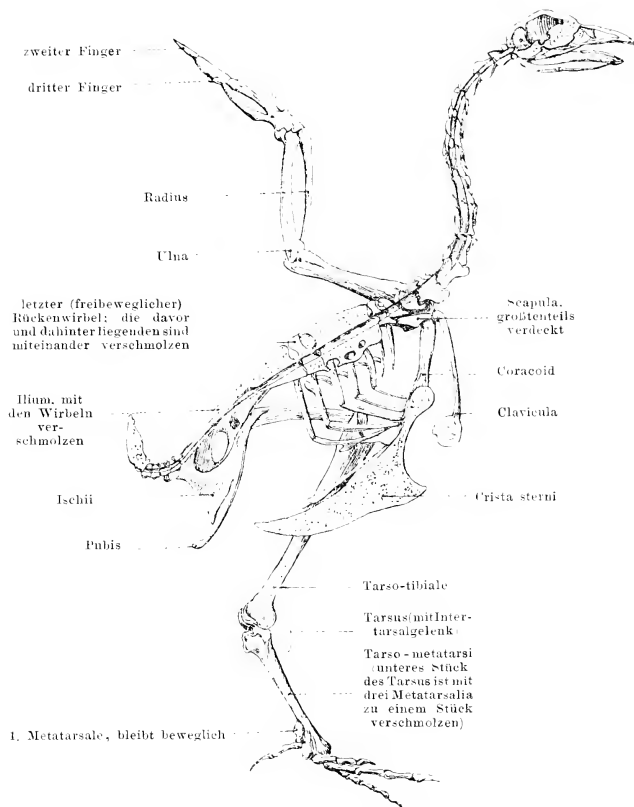 zweiter Finger
dritter Finger
Radius
Ulna
letzter (freibeweglicher)
Rückenwirbel; die davor
und dahinter liegenden sind
miteinander verschmolzen
Ilium, mit
den Wirbeln
ver-
schmolzen
Ischii
Pubis
Scapula,
großtenteils
verdeckt
Coracoid
Clavicula
Crista sterni
Tarso-tibiale
Tarsus (mit Inter-
tarsalgelenk)
Tarso-metatarsi
(unteres Stück
des Tarsus ist mit
drei Metatarsalia
zu einem Stück
verschmolzen)
1. Metatarsale, bleibt beweglich